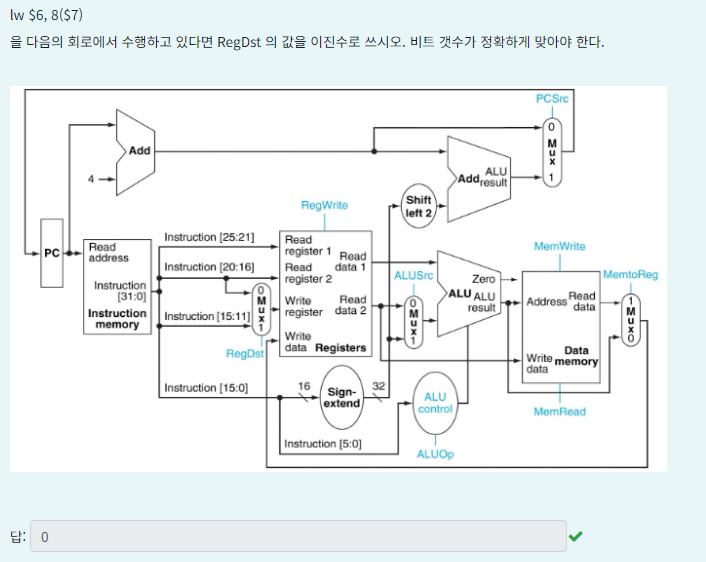 lw $6, 8($7)
을 다음의 회로에서 수행하고 있다면 RegDst 의 값을 이진수로 쓰시오. 비트 갯수가 정확하게 맞아야 한다.
PCSrc
0
Mux
1
Add
4
Add ALU
result
Shift
left 2
RegWrite
PC
Read
address
Instruction
[31:0]
Instruction
memory
Instruction [25:21]
Instruction [20:16]
Instruction [15:11]
0
Mux
1
RegDst
Read
register 1
Read
data 1
Read
register 2
Write
register
Read
data 2
Write
data Registers
ALUSrc
0
Mux
1
Zero
ALU ALU
result
MemWrite
Address Read
data
Write
data
Data
memory
MemRead
MemtoReg
1
Mux
0
Instruction [15:0]
16
Sign-
extend
32
ALU
control
Instruction [5:0]
ALUOp
답: 0